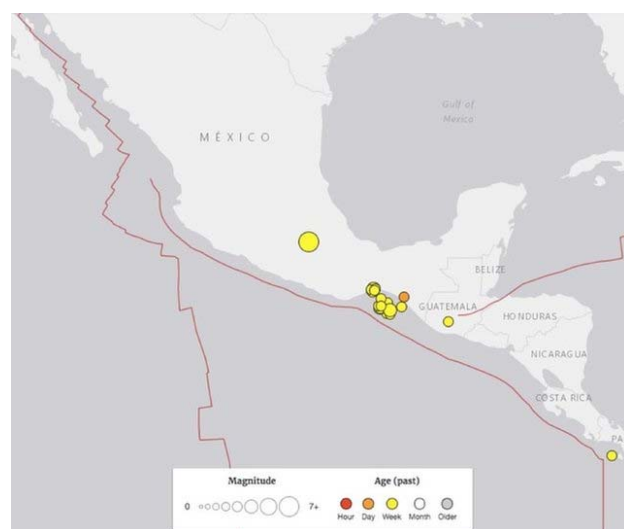 Gulf of
Mexico
MÉXICO
BELIZE
GUATEMALA
HONDURAS
NICARAGUA
COSTA RICA
PA
Magnitude
0
7+
Age (past)
Hour
Day
Week
Month
Older